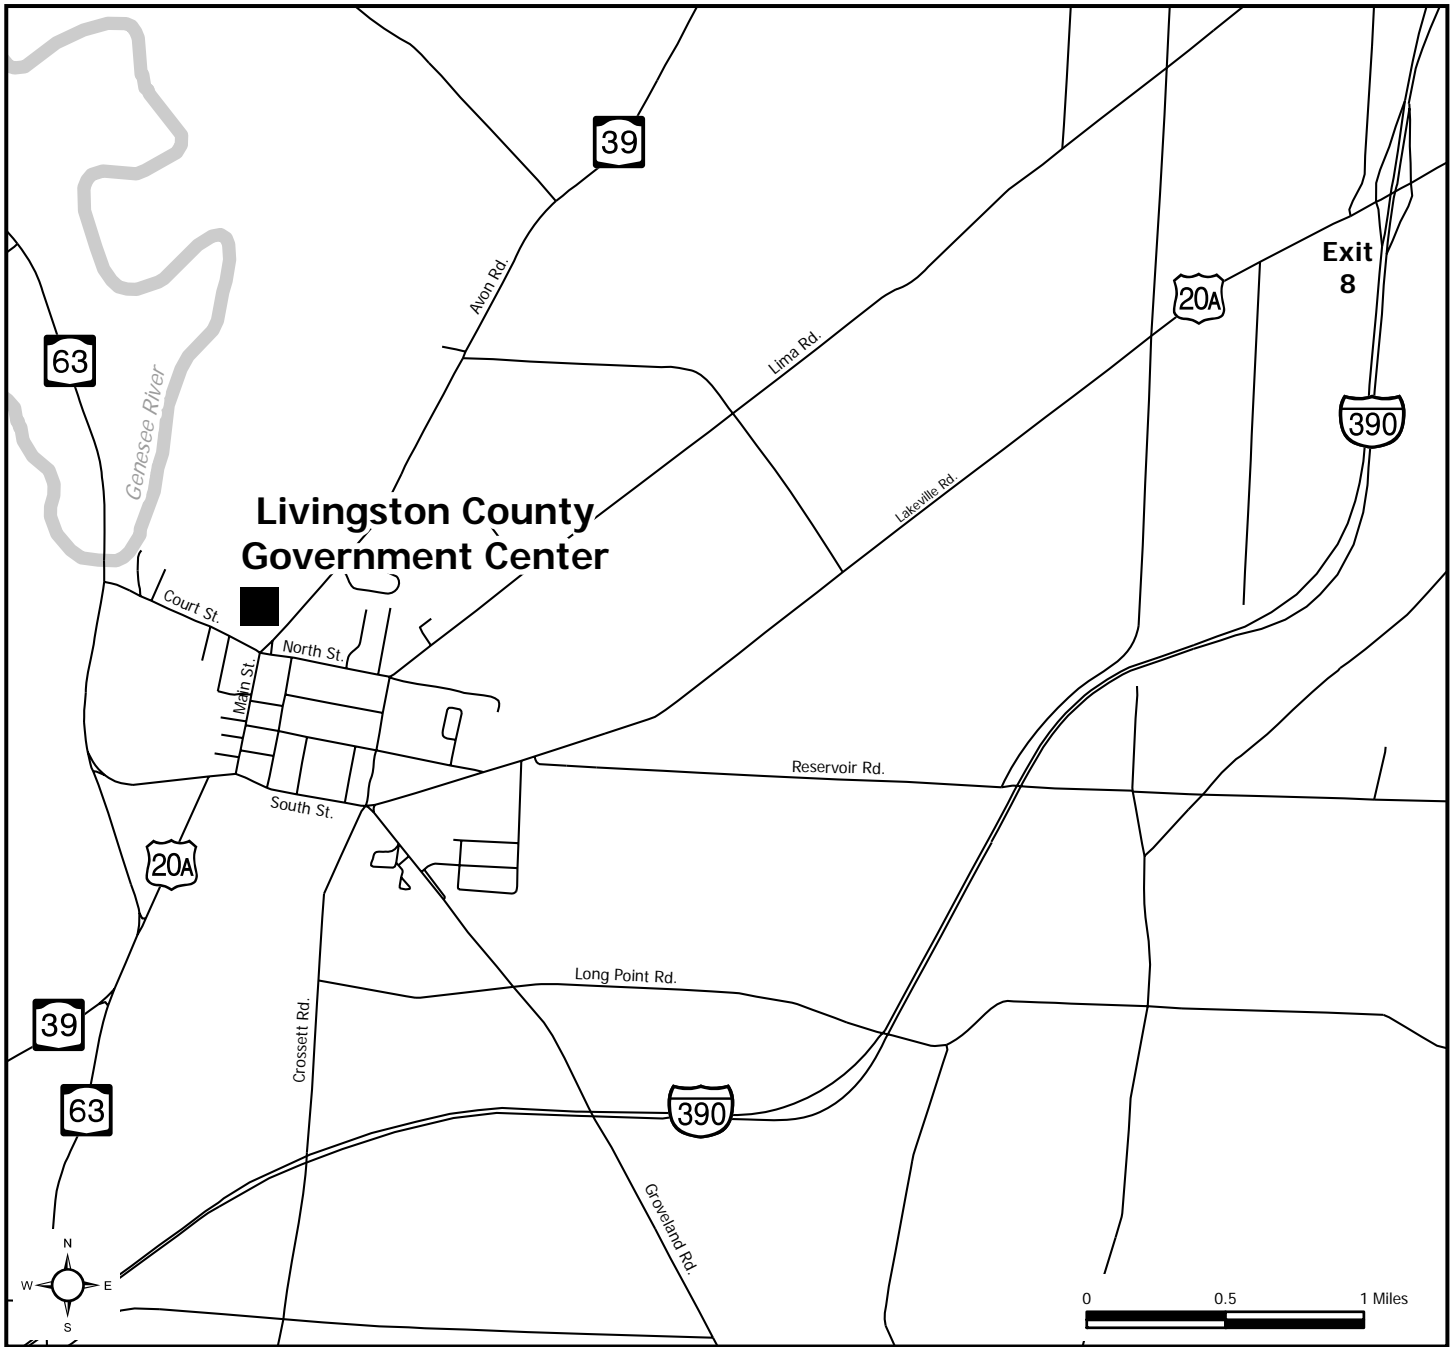 39
Exit
8
20A
Avon Rd.
Lima Rd.
63
390
Genesee River
Lakeville Rd.
Livingston County
Government Center
Court St.
North St.
Main St.
Reservoir Rd.
South St.
20A
Long Point Rd.
39
Crossett Rd.
63
390
Groveland Rd.
N
W E
S
0 0.5 1 Miles